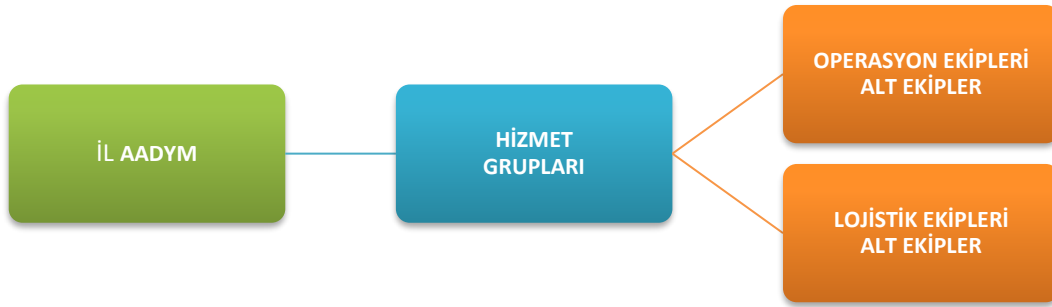 İL AADYM
HİZMET
GRUPLARI
OPERASYON EKİPLERİ
ALT EKİPLER
LOJİSTİK EKİPLERİ
ALT EKİPLER